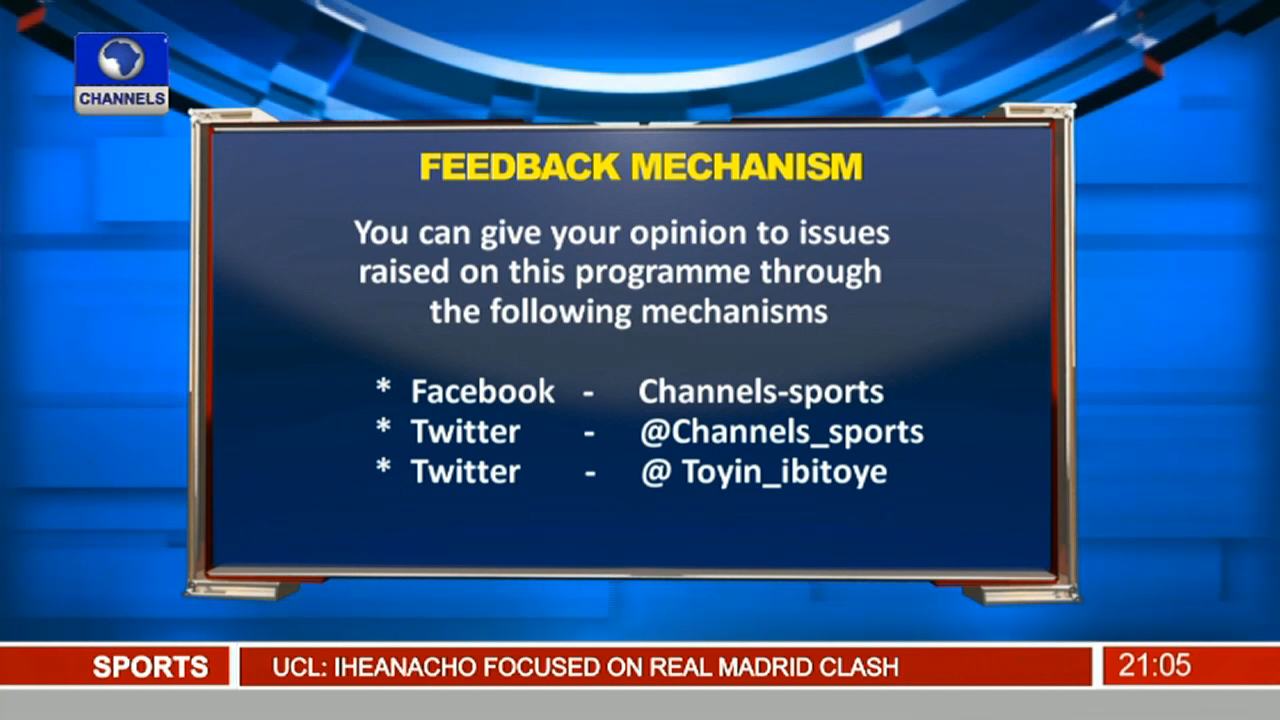 CHANNELS
FEEDBACK MECHANISM
You can give your opinion to issues
raised on this programme through
the following mechanisms
* Facebook - Channels-sports
* Twitter - @Channels_sports
* Twitter - @ Toyin_ibitoye
SPORTS UCL: IHEANACHO FOCUSED ON REAL MADRID CLASH 21:05